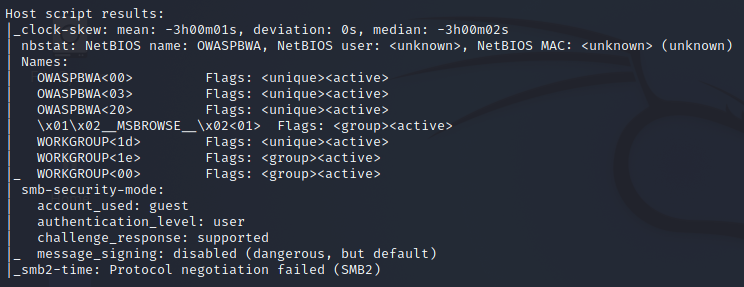 Host script results:
|_clock-skew: mean: -3h00m01s, deviation: 0s, median: -3h00m02s
| nbstat: NetBIOS name: OWASPBWA, NetBIOS user: <unknown>, NetBIOS MAC: <unknown> (unknown)
| Names:
|   OWASPBWA<00>         Flags: <unique><active>
|   OWASPBWA<03>         Flags: <unique><active>
|   OWASPBWA<20>         Flags: <unique><active>
|   \x01\x02__MSBROWSE__\x02<01>  Flags: <group><active>
|   WORKGROUP<1d>        Flags: <unique><active>
|   WORKGROUP<1e>        Flags: <group><active>
|_  WORKGROUP<00>        Flags: <group><active>
| smb-security-mode:
|   account_used: guest
|   authentication_level: user
|   challenge_response: supported
|_  message_signing: disabled (dangerous, but default)
|_smb2-time: Protocol negotiation failed (SMB2)